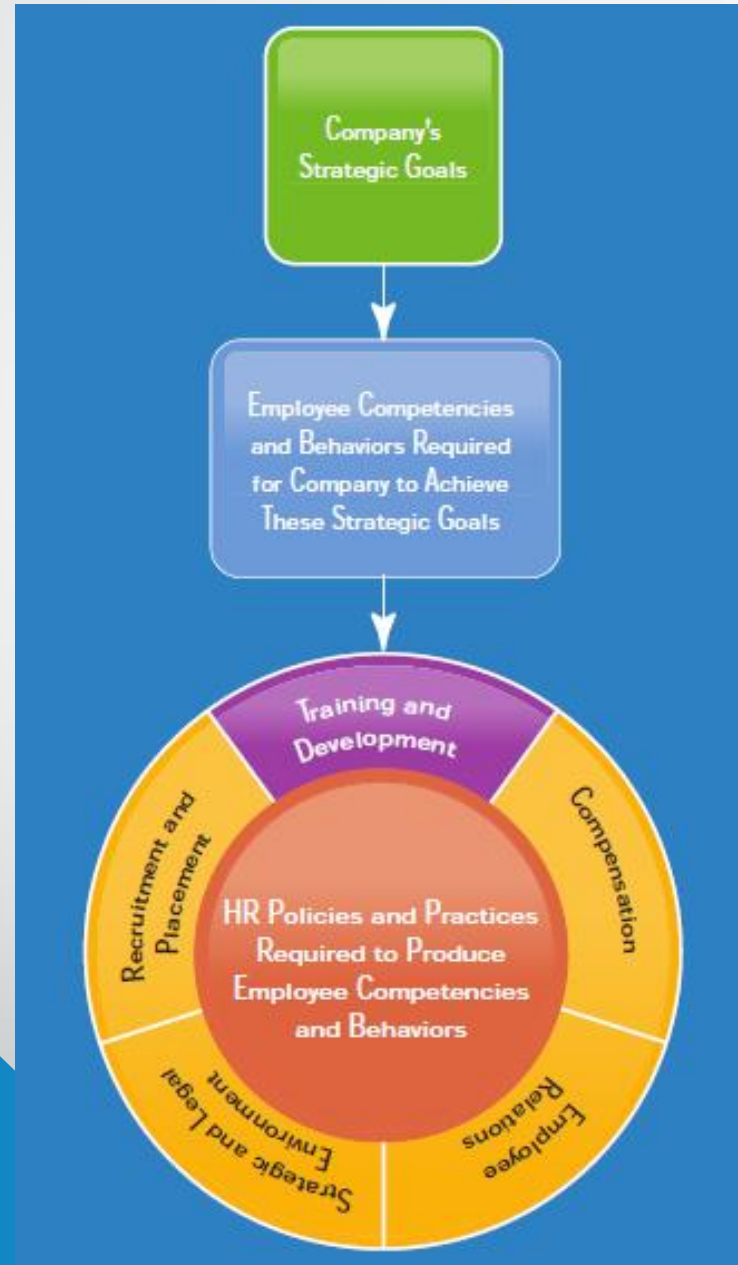 Company's
Strategic Goals
Employee Competencies
and Behaviors Required
for Company to Achieve
These Strategic Goals
Training and
Development
Recruitment and
Placement
Compensation
HR Policies and Practices
Required to Produce
Employee Competencies
and Behaviors
Strategic and Legal
Environment
Employee
Relations